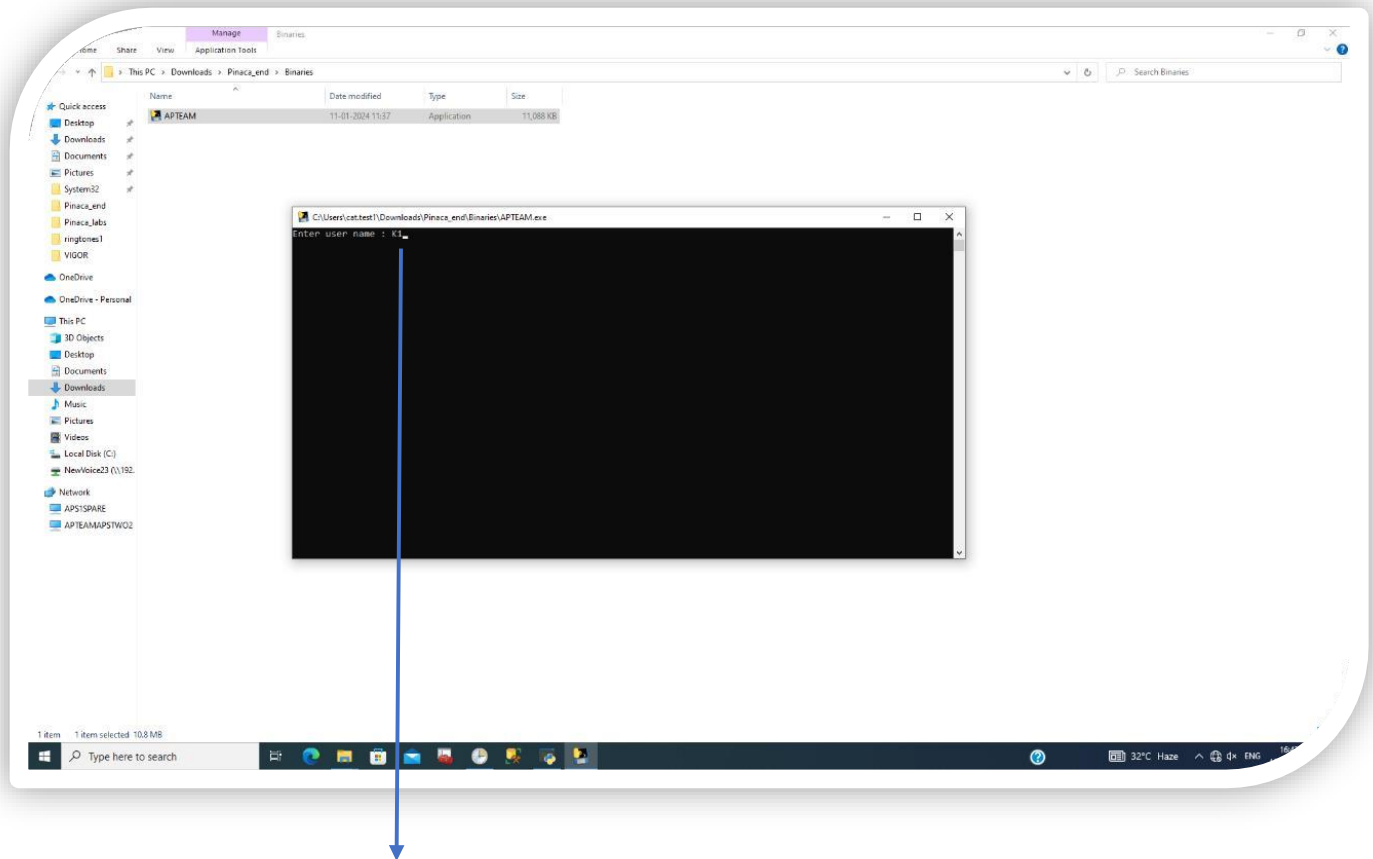 Manage Binaries
Home Share View Application Tools
This PC › Downloads › Pinaca_end › Binaries
Search Binaries
Name Date modified Type Size
APTEAM 11-01-2024 11:37 Application 11,088 KB
Quick access
Desktop
Downloads
Documents
Pictures
System32
Pinaca_end
Pinaca_labs
ringtones1
VIGOR
OneDrive
OneDrive - Personal
This PC
3D Objects
Desktop
Documents
Downloads
Music
Pictures
Videos
Local Disk (C:)
NewVoice23 (\\192.
Network
APS1SPARE
APTEAMAPSTWO2
C:\Users\cat.test1\Downloads\Pinaca_end\Binaries\APTEAM.exe
Enter user name : K1_
1 item 1 item selected 10.8 MB
Type here to search
32°C Haze ENG